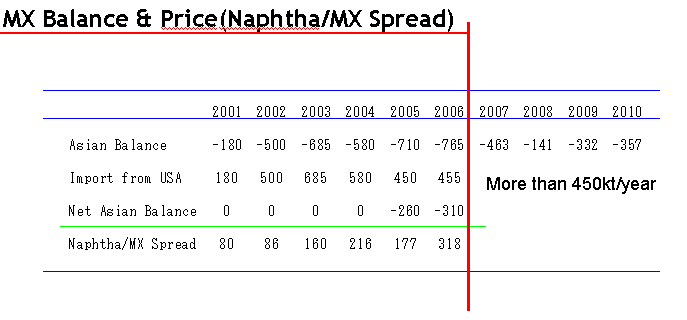 MX Balance & Price(Naphtha/MX Spread)
2001 2002 2003 2004 2005 2006 2007 2008 2009 2010
Asian Balance -180 -500 -685 -580 -710 -765 -463 -141 -332 -357
Import from USA 180 500 685 580 450 455 More than 450kt/year
Net Asian Balance 0 0 0 0 -260 -310
Naphtha/MX Spread 80 86 160 216 177 318